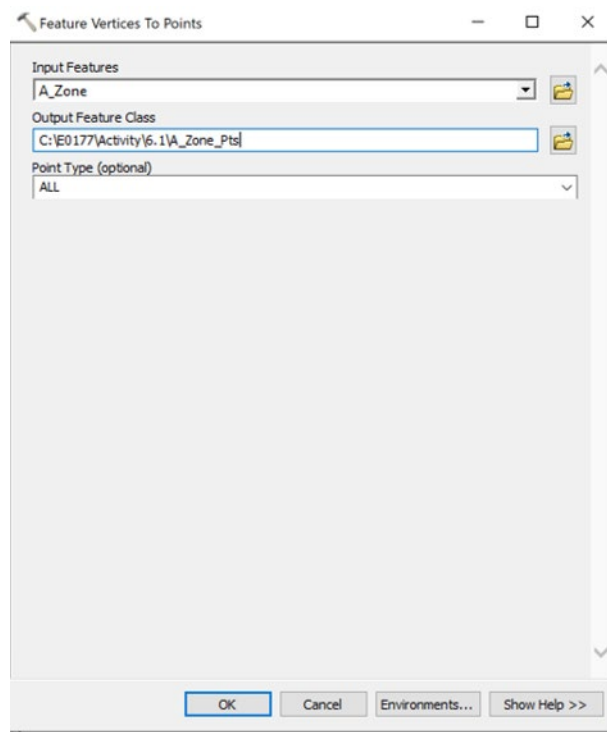 Feature Vertices To Points
Input Features
A_Zone
Output Feature Class
C:\E0177\Activity\6.1\A_Zone_Pts
Point Type (optional)
ALL
OK Cancel Environments... Show Help >>